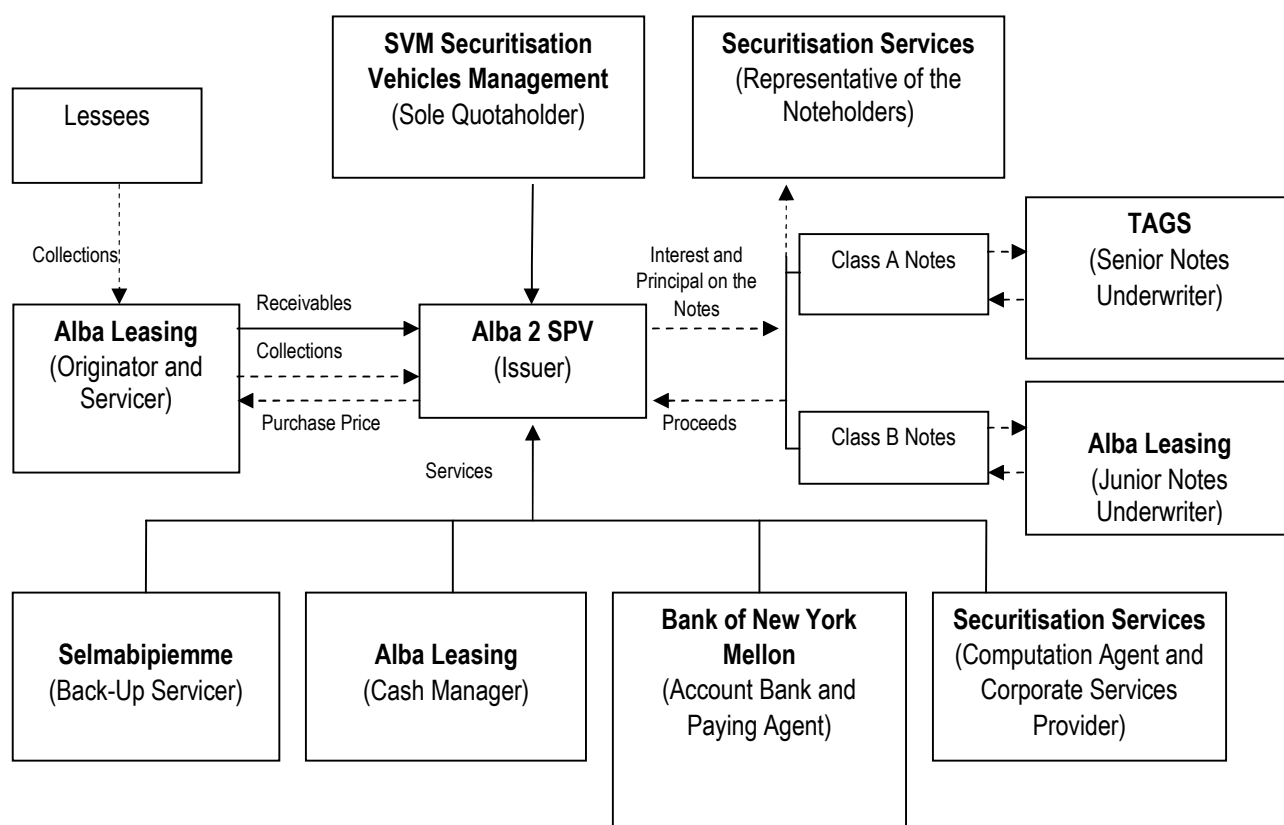 SVM Securitisation
Vehicles Management
(Sole Quotaholder)
Securitisation Services
(Representative of the
Noteholders)
Lessees
Collections
TAGS
(Senior Notes
Underwriter)
Class A Notes
Interest and
Principal on the
Notes
Receivables
Alba Leasing
(Originator and
Servicer)
Collections
Purchase Price
Alba 2 SPV
(Issuer)
Proceeds
Class B Notes
Alba Leasing
(Junior Notes
Underwriter)
Services
Selmabipiemme
(Back-Up Servicer)
Alba Leasing
(Cash Manager)
Bank of New York
Mellon
(Account Bank and
Paying Agent)
Securitisation Services
(Computation Agent and
Corporate Services
Provider)